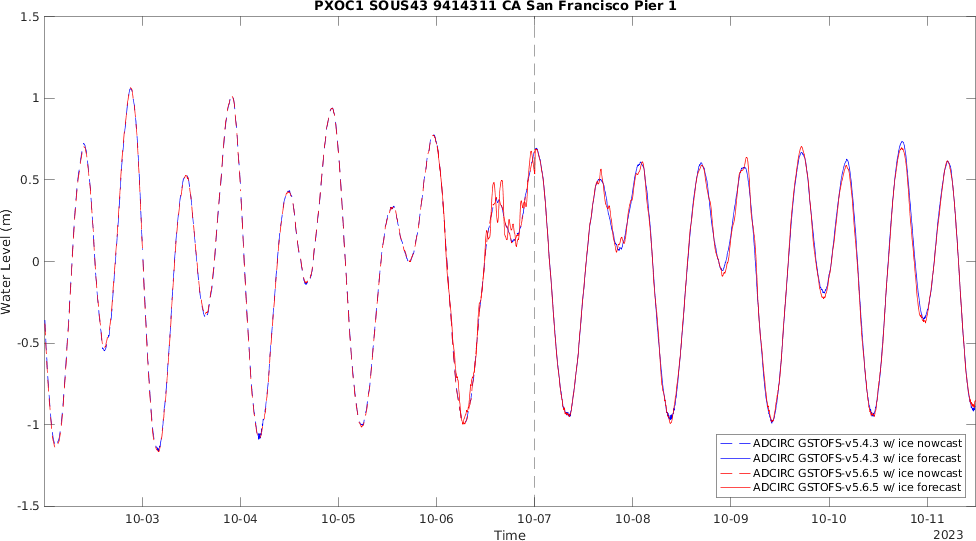 PXOC1 SOUS43 9414311 CA San Francisco Pier 1
1.5
1
0.5
0
-0.5
-1
-1.5
Water Level (m)
ADCIRC GSTOFS-v5.4.3 w/ ice nowcast
ADCIRC GSTOFS-v5.4.3 w/ ice forecast
ADCIRC GSTOFS-v5.6.5 w/ ice nowcast
ADCIRC GSTOFS-v5.6.5 w/ ice forecast
10-03 10-04 10-05 10-06 10-07 10-08 10-09 10-10 10-11
Time
2023